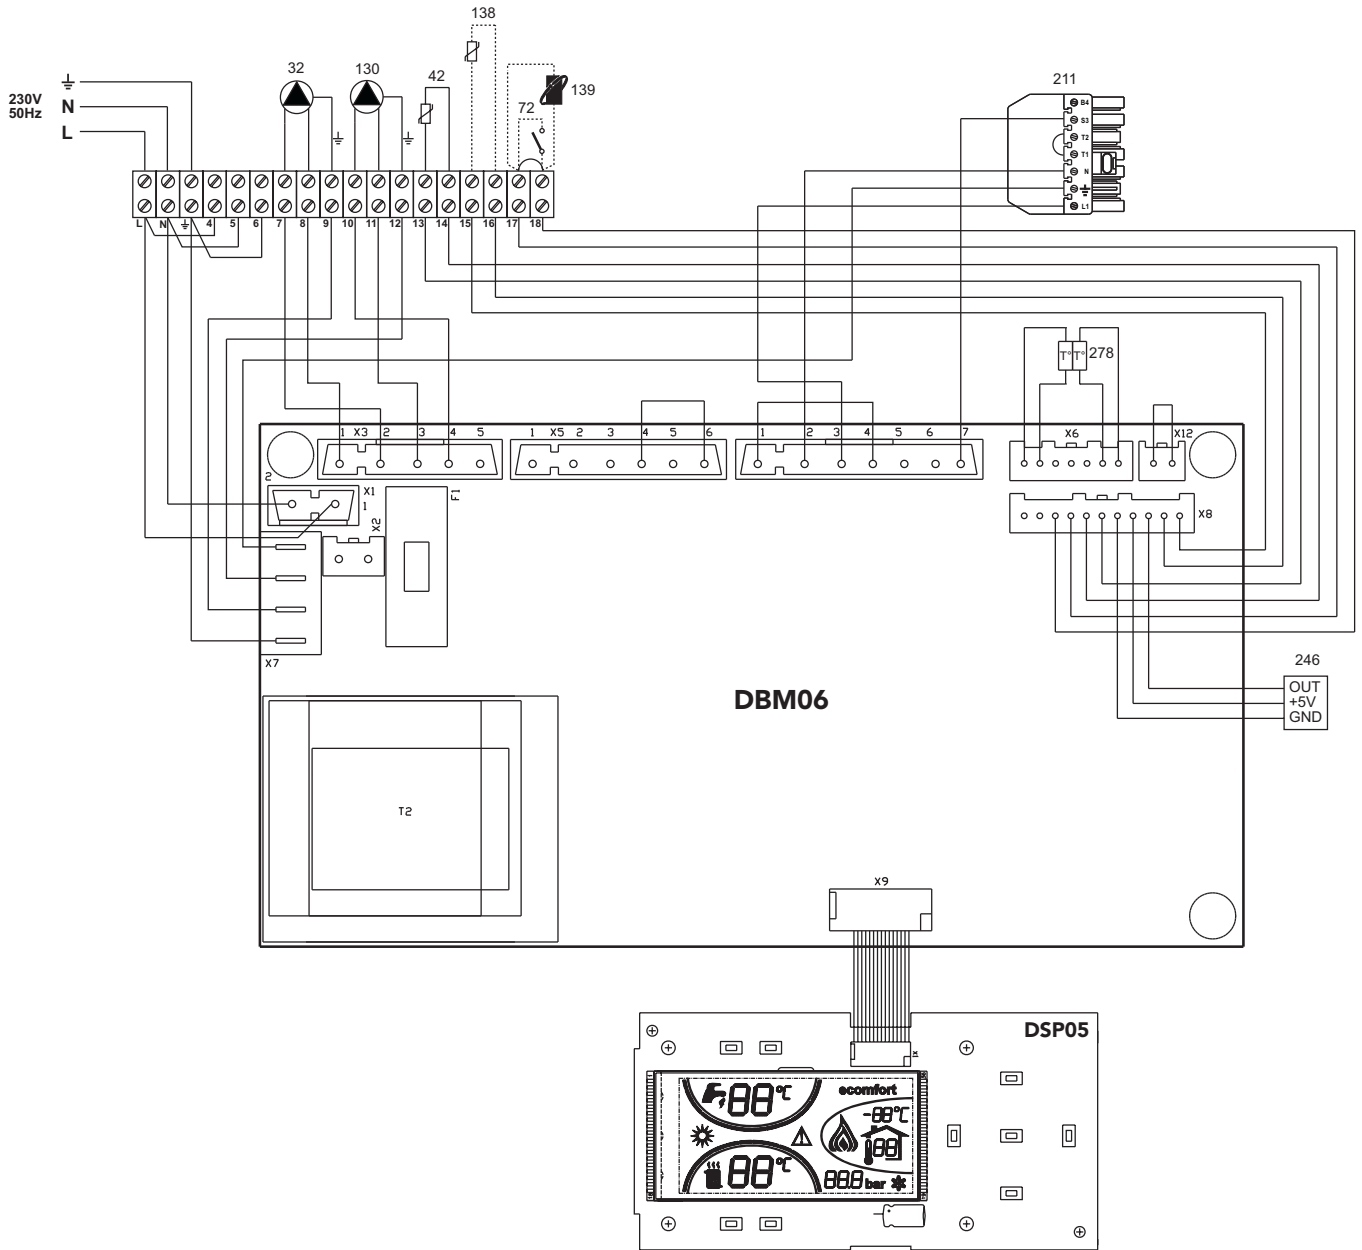 138
32
130
42
139
72
211
230V
50Hz
N
L
B4
S3
T2
T1
N
L1
L N 4 5 6 7 8 9 10 11 12 13 14 15 16 17 18
T° T° 278
1 X3 2 3 4 5
1 X5 2 3 4 5 6
1 2 3 4 5 6 7
X6
X12
2
X1
1
F1
X2
X8
X7
246
OUT
+5V
GND
DBM06
T2
X9
DSP05
88°C
ecomfort
-88°C
88
88°C
88.8 bar